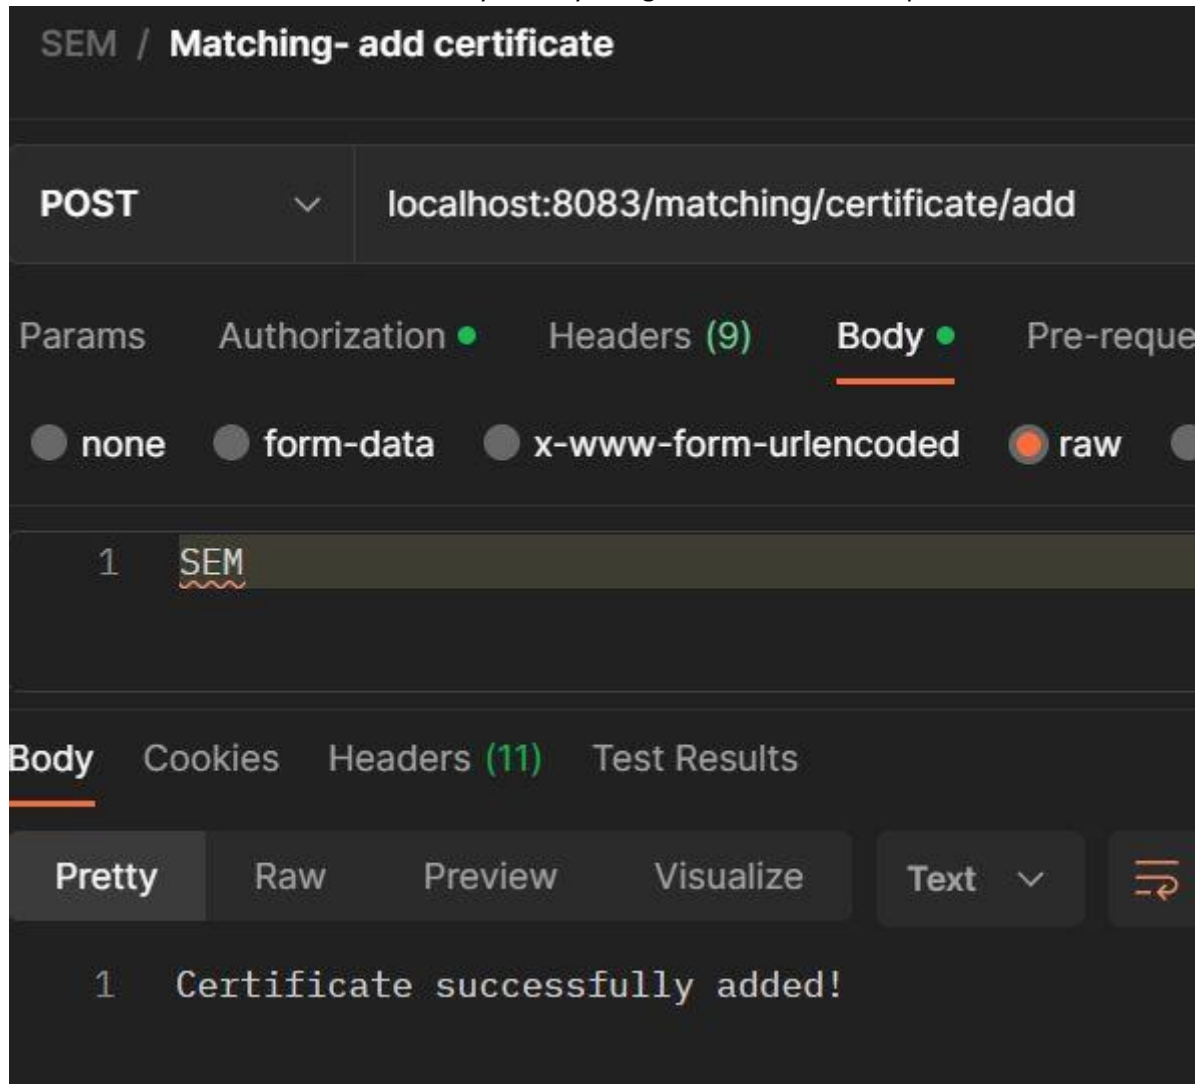 SEM / Matching- add certificate
POST localhost:8083/matching/certificate/add
Params Authorization Headers (9) Body Pre-reque
none form-data x-www-form-urlencoded raw
1 SEM
Body Cookies Headers (11) Test Results
Pretty Raw Preview Visualize Text
1 Certificate successfully added!